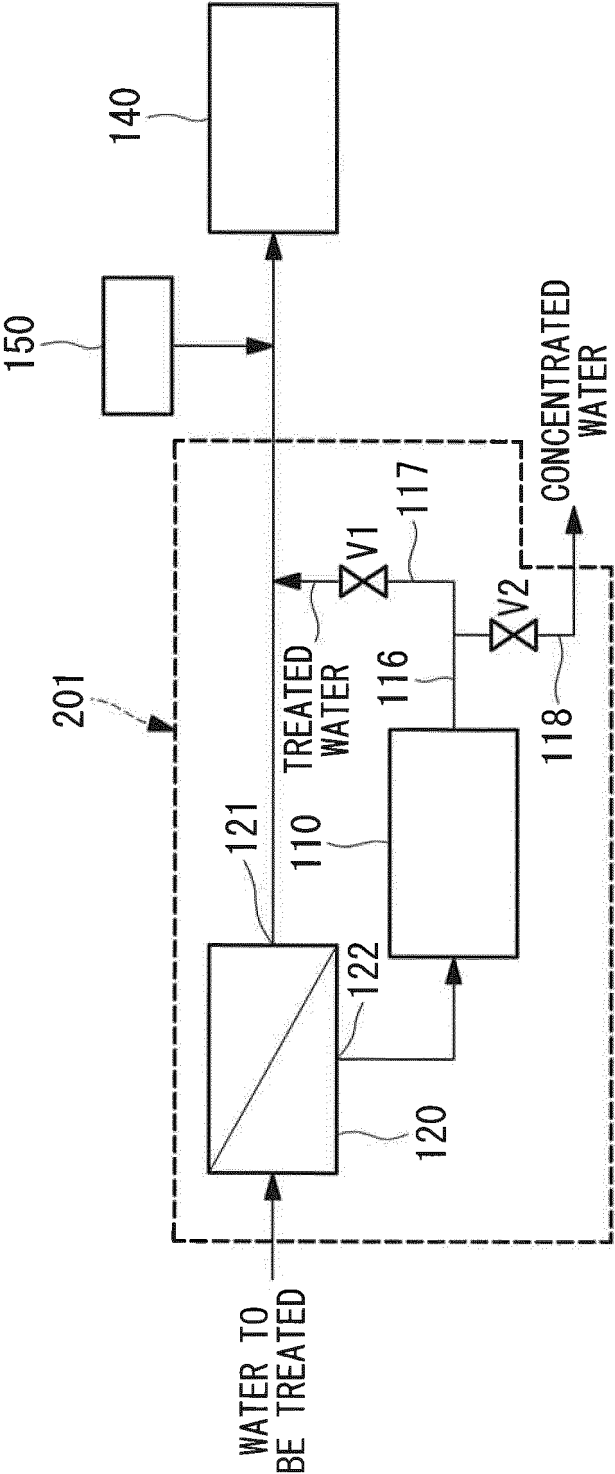 140
150
CONCENTRATED
WATER
201
V1
117
TREATED
WATER
116
V2
118
121
110
122
120
WATER TO
BE TREATED